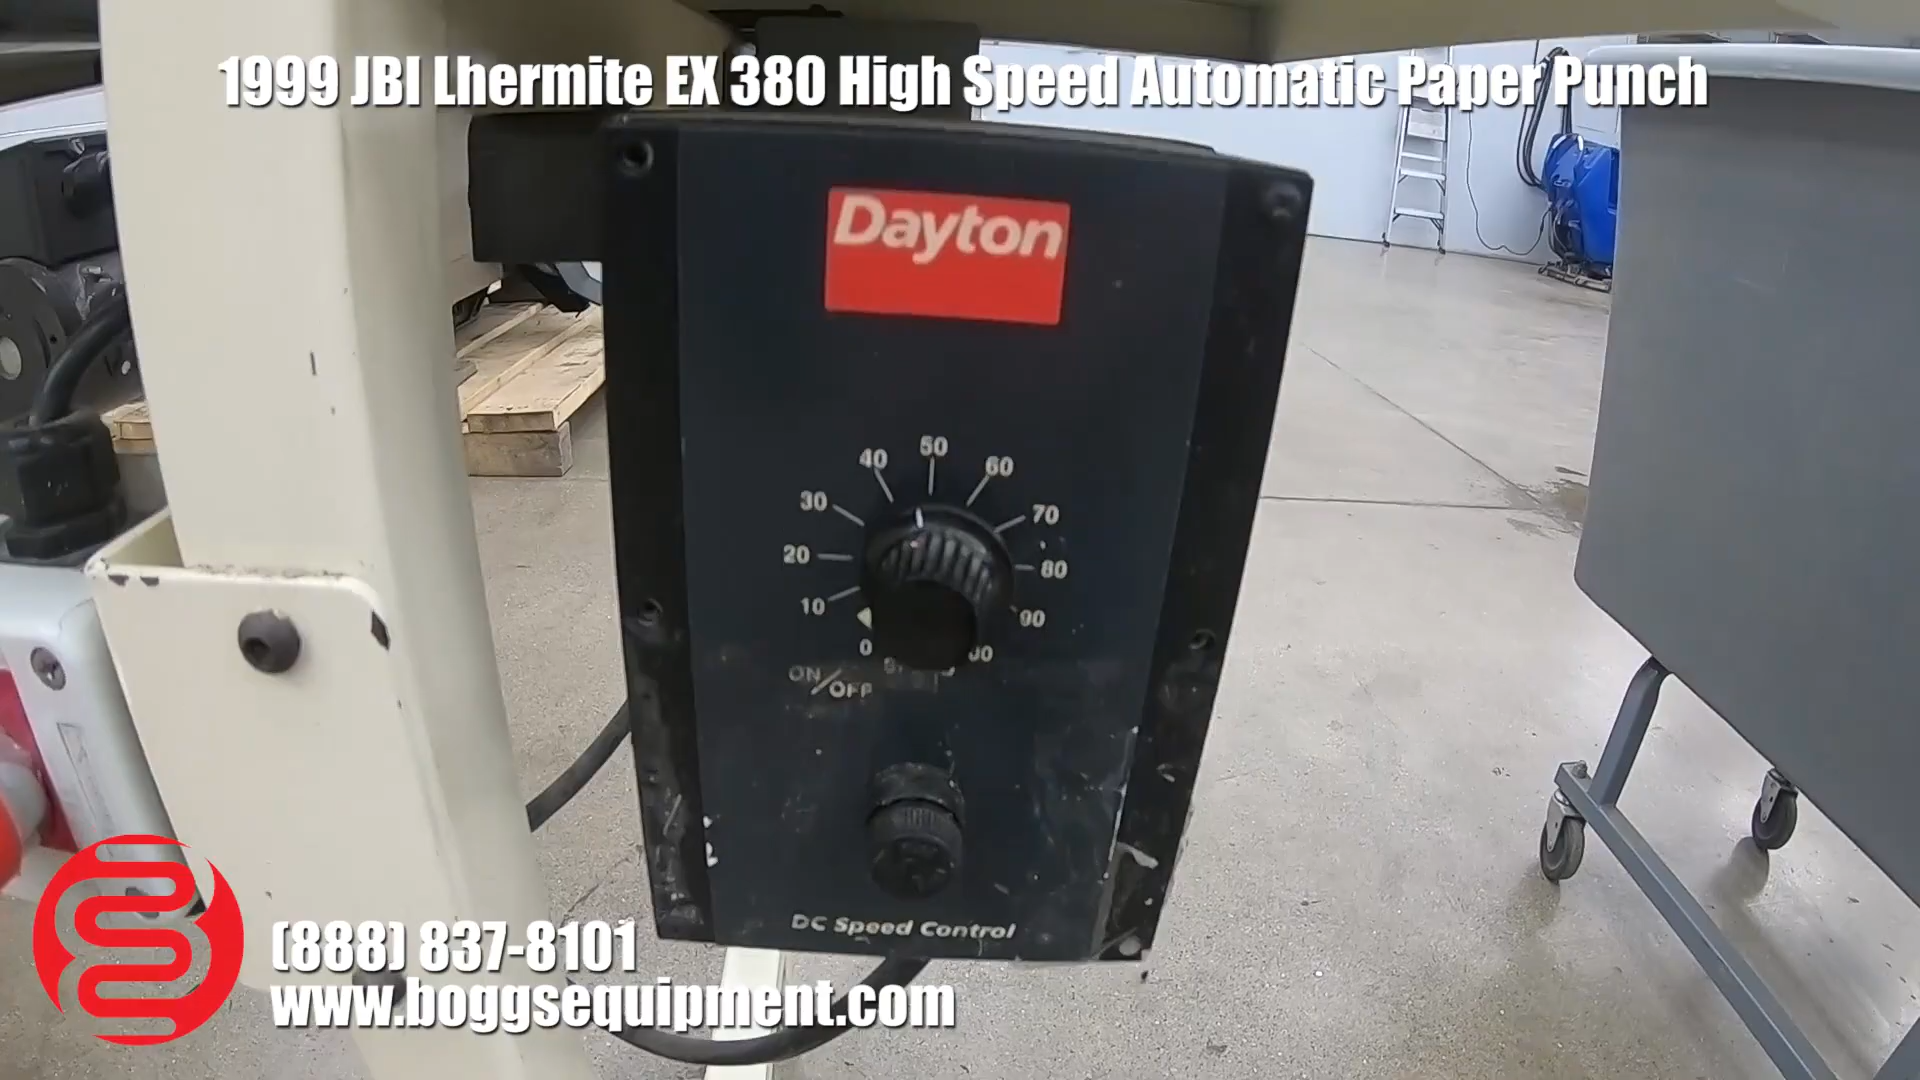 1999 JBI Lhermite EX 380 High Speed Automatic Paper Punch
Dayton
50
40
60
30
70
20
80
10
90
0
ON/OFF
DC Speed Control
(888) 837-8101
www.boggsequipment.com